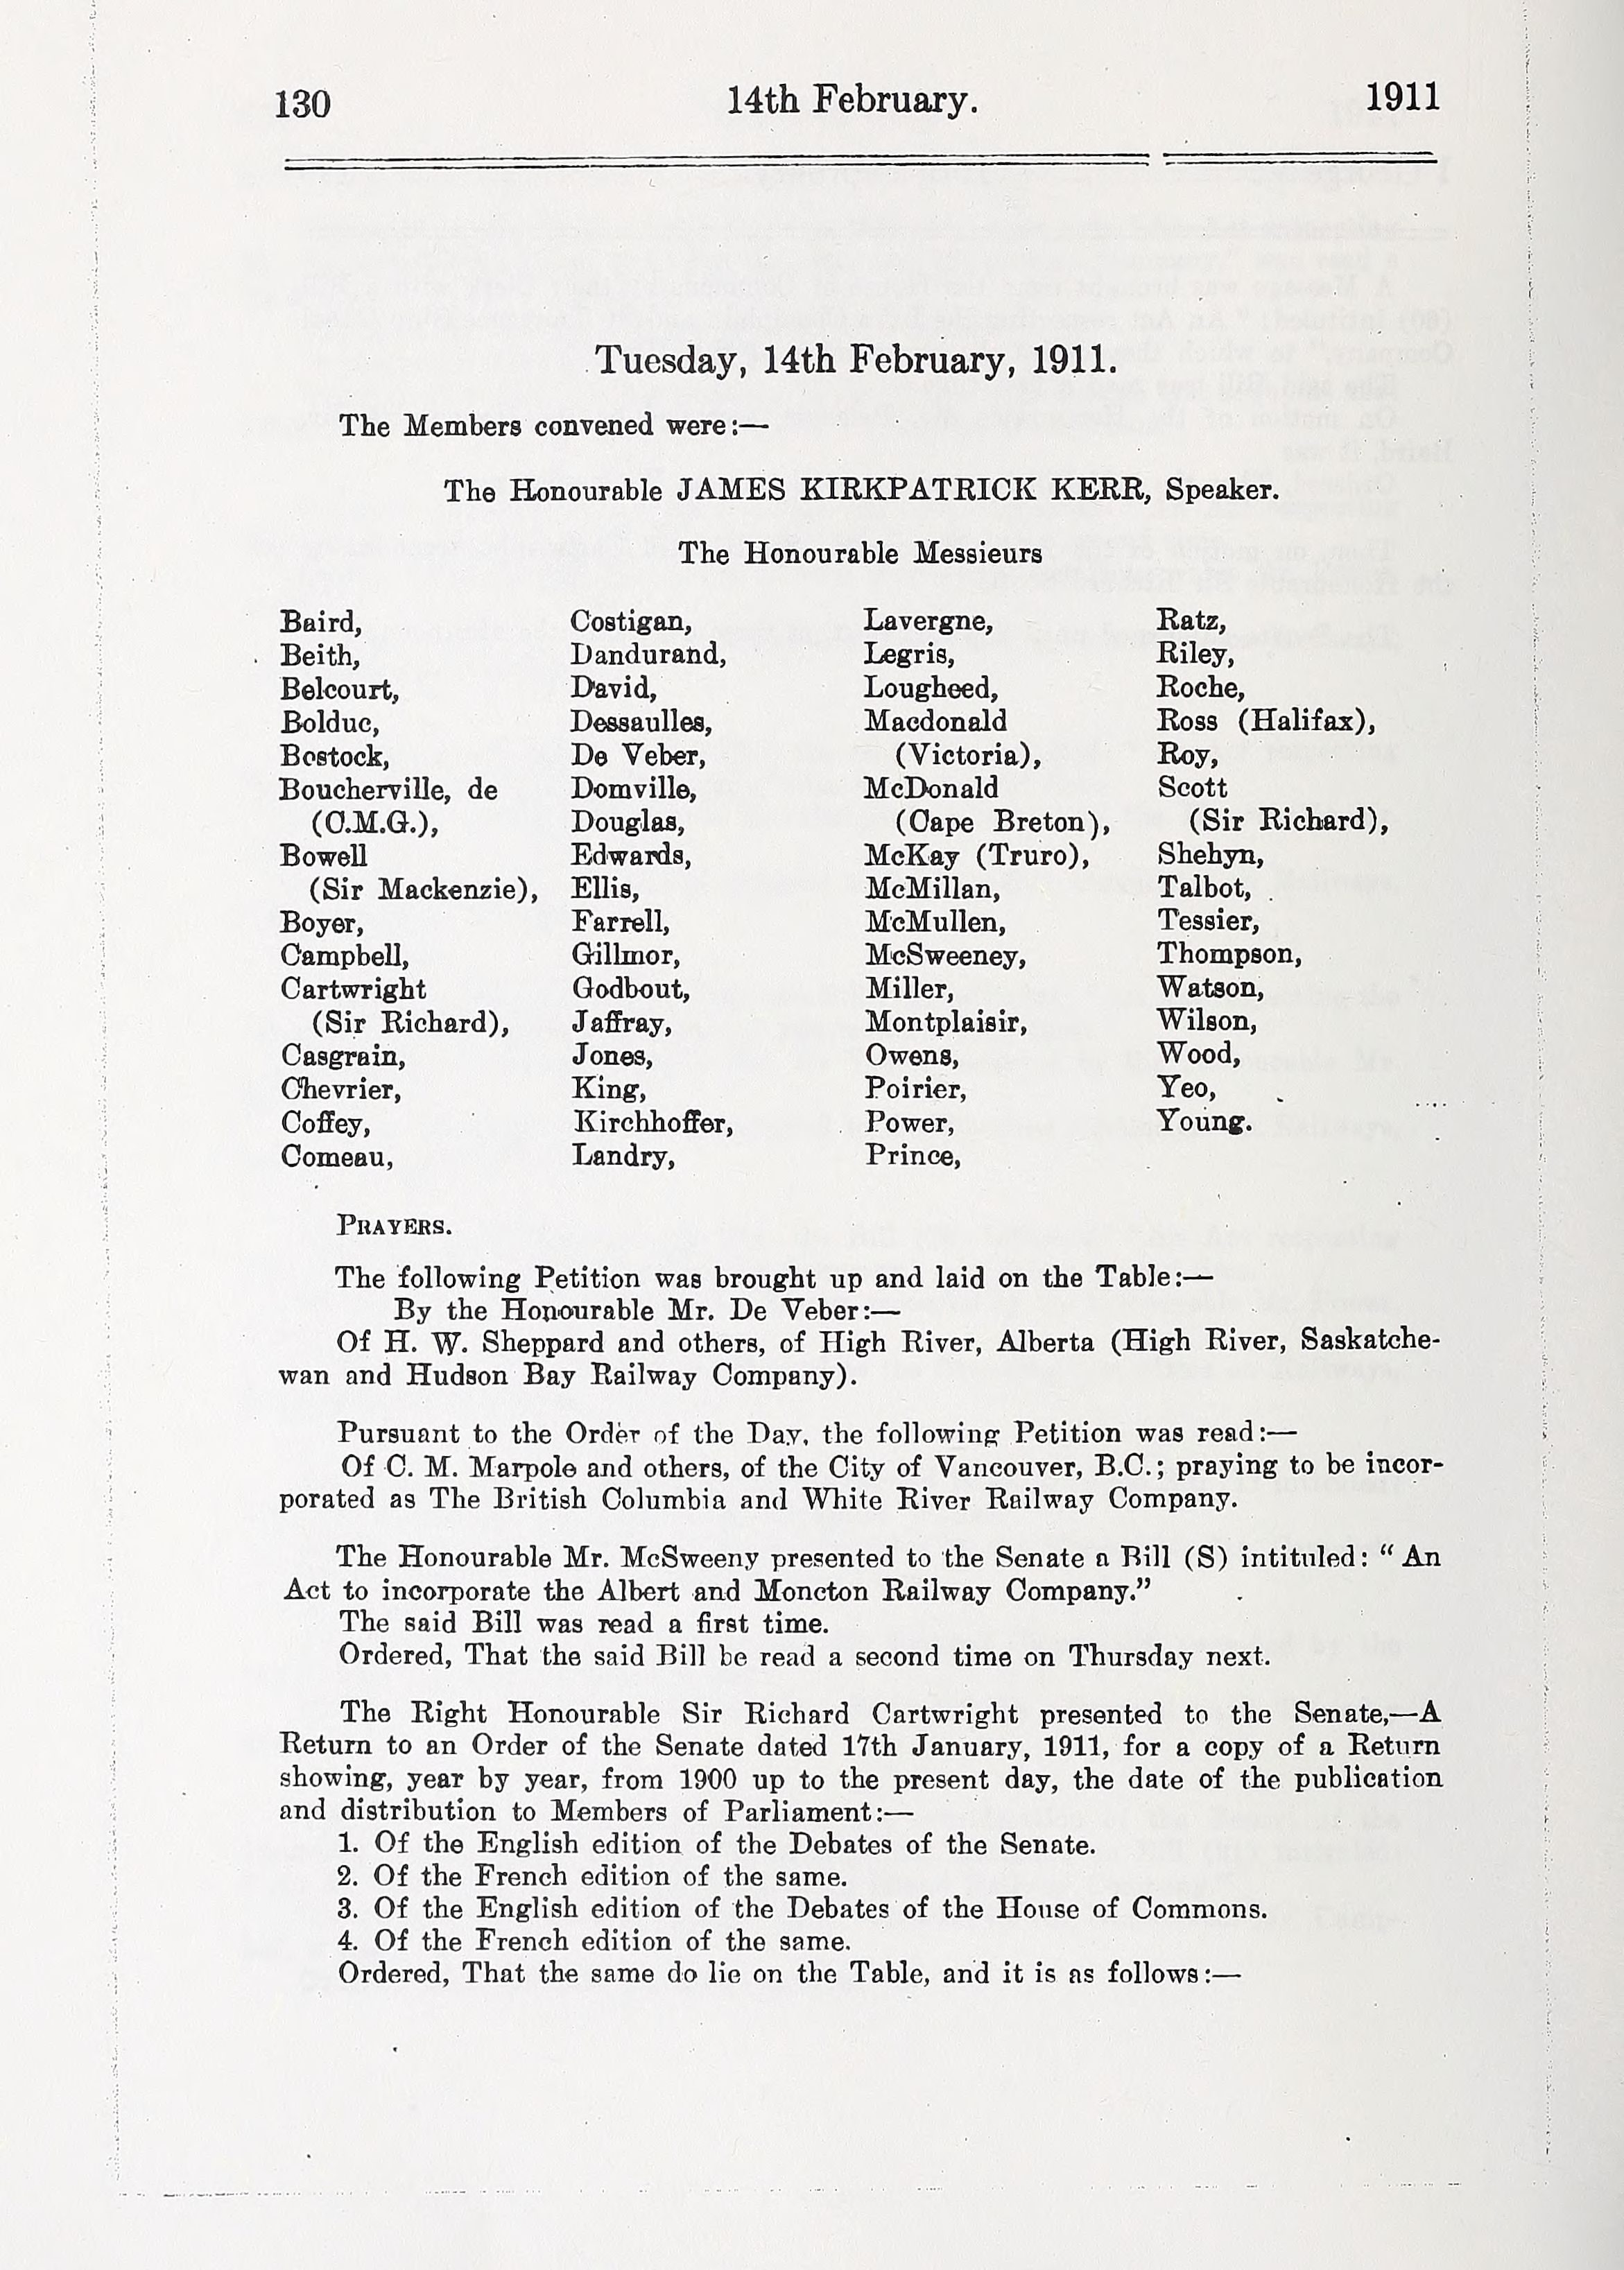 130 14th February. 1911
Tuesday, 14th February, 1911.
The Members convened were:—
The Honourable JAMES KIRKPATRICK KERR, Speaker.
The Honourable Messieurs
Baird,
Beith,
Belcourt,
Bolduc,
Bostock,
Boucherville, de
(C.M.G.),
Bowell
(Sir Mackenzie),
Boyer,
Campbell,
Cartwright
(Sir Richard),
Casgrain,
Chevrier,
Coffey,
Comeau,
Costigan,
Dandurand,
David,
Dessaulles,
De Veber,
Domville,
Douglas,
Edwards,
Ellis,
Farrell,
Gillmor,
Godbout,
Jaffray,
Jones,
King,
Kirchhoffer,
Landry,
Lavergne,
Legris,
Lougheed,
Macdonald
(Victoria),
McDonald
(Cape Breton),
McKay (Truro),
McMillan,
McMullen,
McSweeney,
Miller,
Montplaisir,
Owens,
Poirier,
Power,
Prince,
Ratz,
Riley,
Roche,
Ross (Halifax),
Roy,
Scott
(Sir Richard),
Shehyn,
Talbot,
Tessier,
Thompson,
Watson,
Wilson,
Wood,
Yeo,
Young.
PRAYERS.
The following Petition was brought up and laid on the Table:—
By the Honourable Mr. De Veber:—
Of H. W. Sheppard and others, of High River, Alberta (High River, Saskatche-
wan and Hudson Bay Railway Company).
Pursuant to the Order of the Day, the following Petition was read:—
Of C. M. Marpole and others, of the City of Vancouver, B.C.; praying to be incor-
porated as The British Columbia and White River Railway Company.
The Honourable Mr. McSweeny presented to the Senate a Bill (S) intituled: “An
Act to incorporate the Albert and Moncton Railway Company.”
The said Bill was read a first time.
Ordered, That the said Bill be read a second time on Thursday next.
The Right Honourable Sir Richard Cartwright presented to the Senate,—A
Return to an Order of the Senate dated 17th January, 1911, for a copy of a Return
showing, year by year, from 1900 up to the present day, the date of the publication
and distribution to Members of Parliament:—
1. Of the English edition of the Debates of the Senate.
2. Of the French edition of the same.
3. Of the English edition of the Debates of the House of Commons.
4. Of the French edition of the same.
Ordered, That the same do lie on the Table, and it is as follows:—